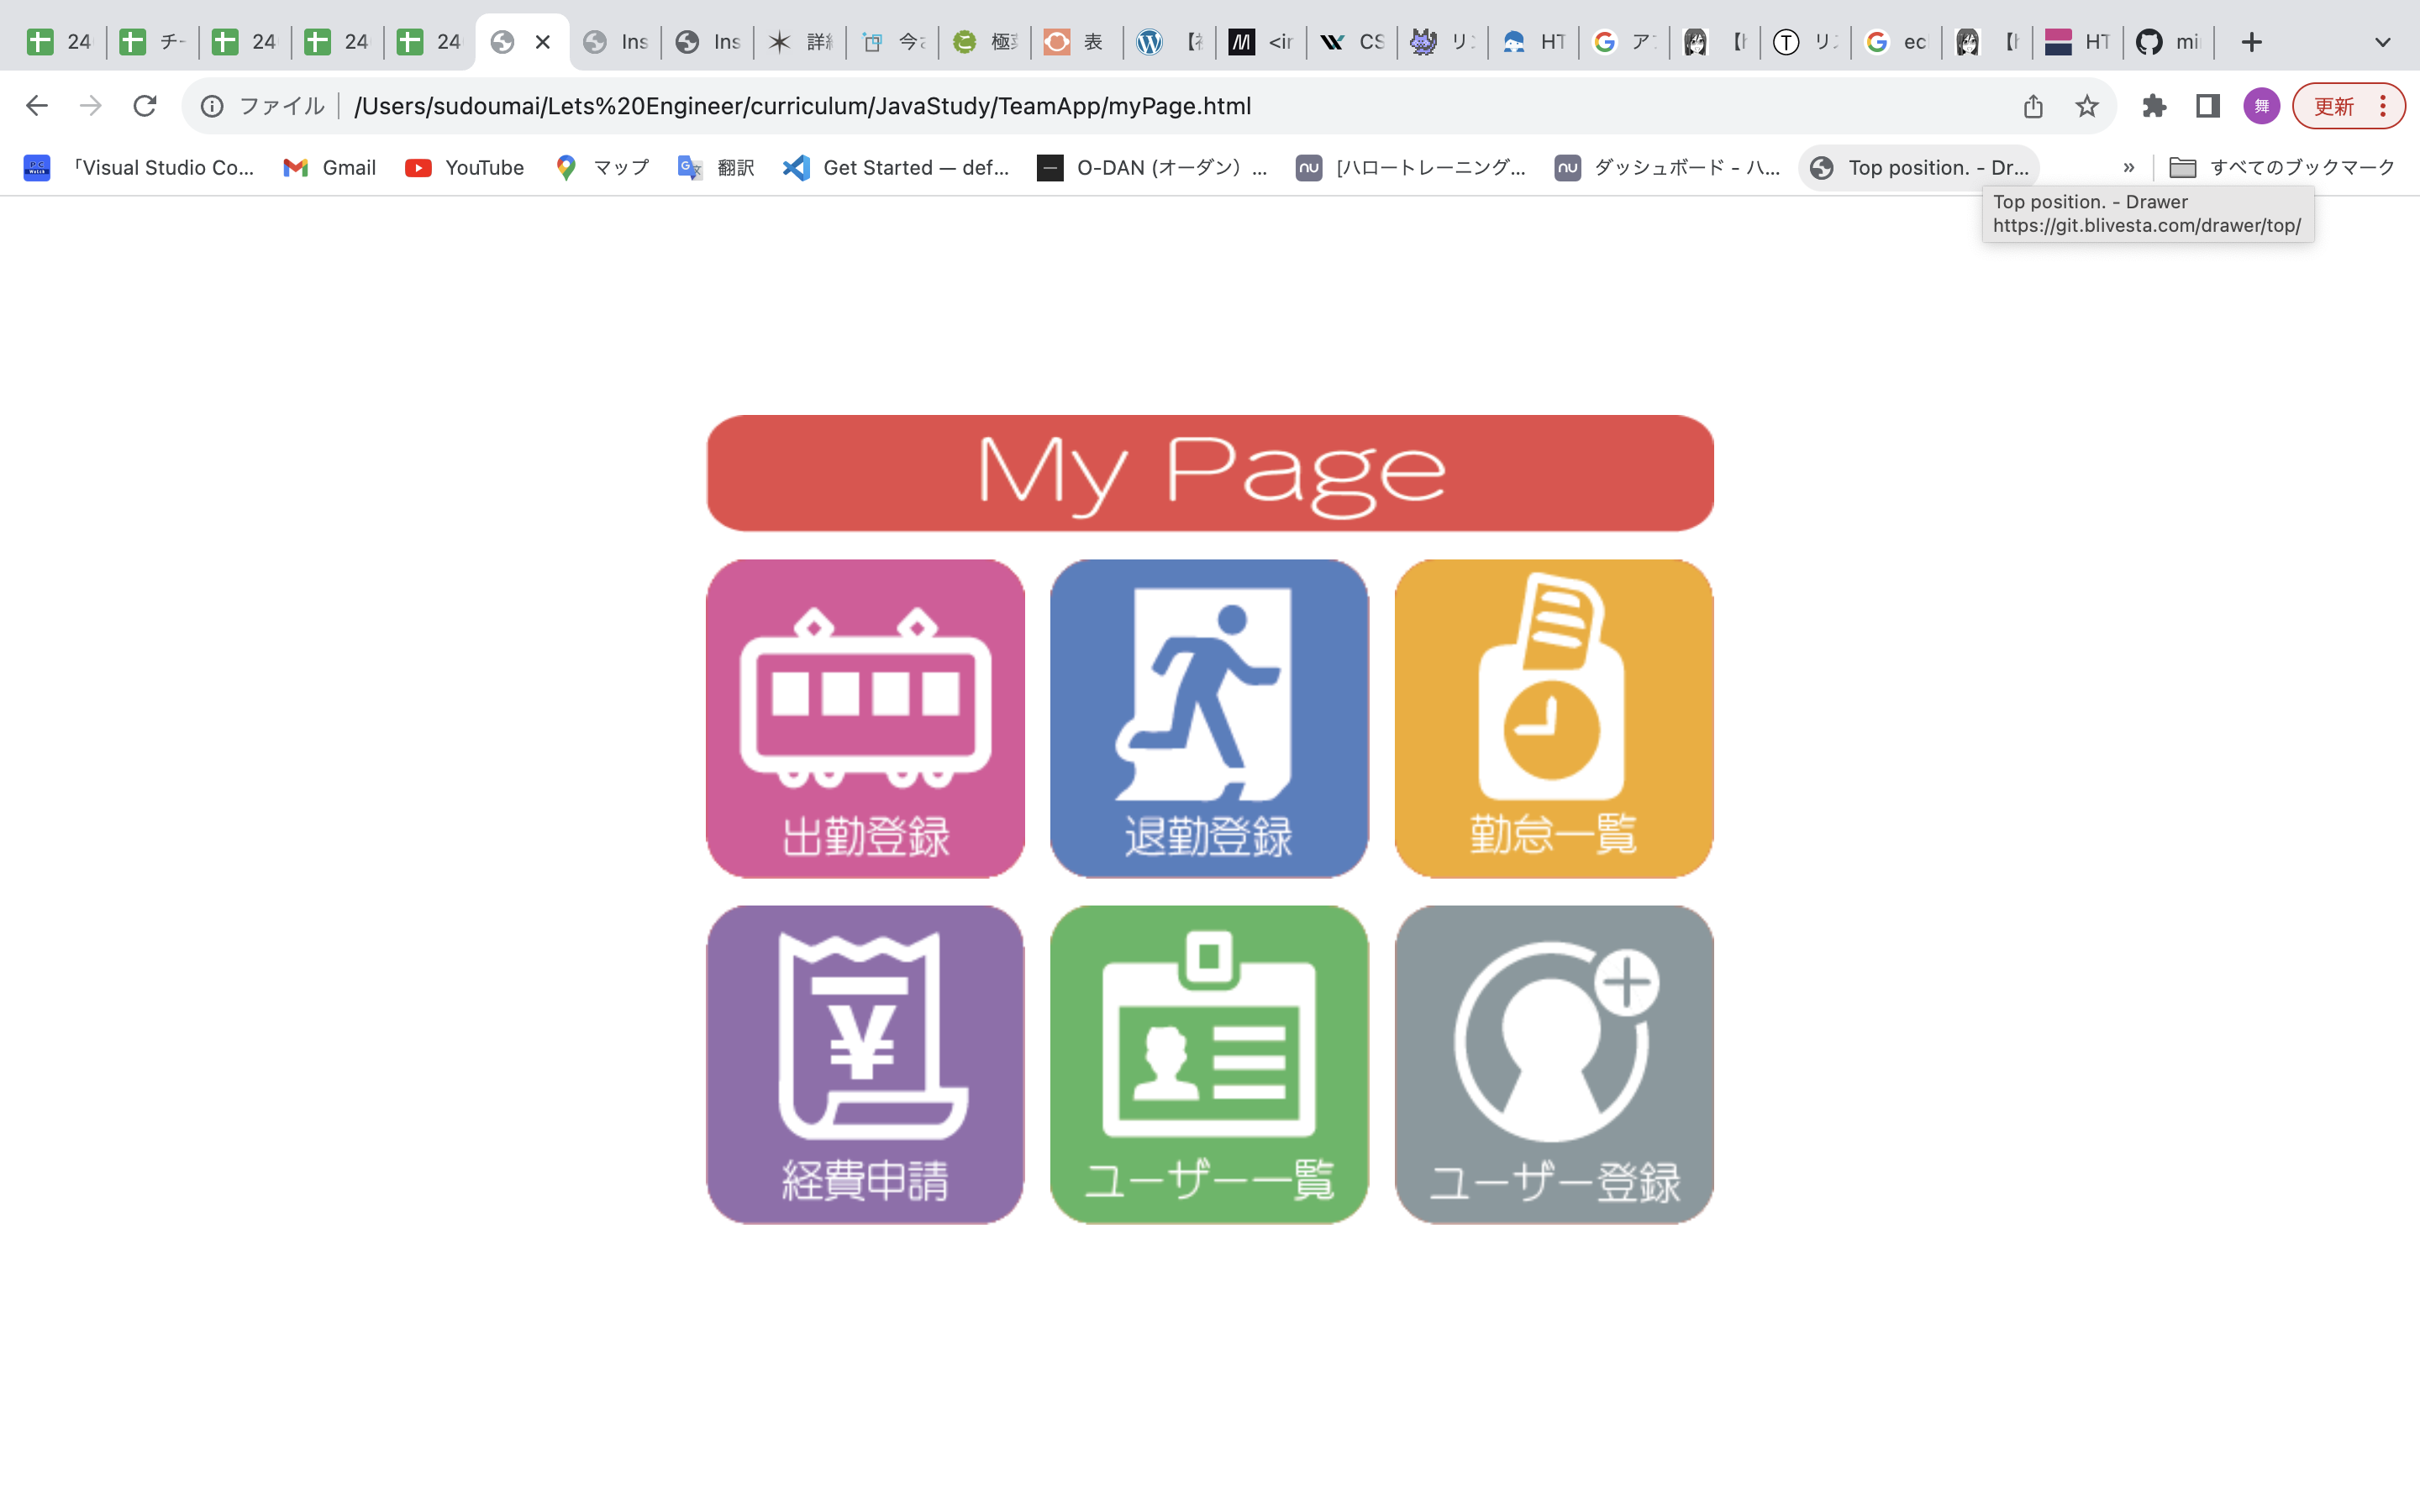 24
チ
24
24
24
Ins
Ins
詳
今
極
表
【
M
<ir
CS
リ
HT
G
ア
【
T
リ
G
ec
【
HT
mi
ファイル
/Users/sudoumai/Lets%20Engineer/curriculum/JavaStudy/TeamApp/myPage.html
舞
更新
「Visual Studio Co...
Gmail
YouTube
マップ
翻訳
Get Started — def...
O-DAN (オーダン) ...
nu
[ハロートレーニング...
nu
ダッシュボード - ハ...
Top position. - Dr...
»
すべてのブックマーク
Top position. - Drawer
https://git.blivesta.com/drawer/top/
My Page
出勤登録
退勤登録
勤怠一覧
¥
経費申請
ユーザー一覧
ユーザー登録